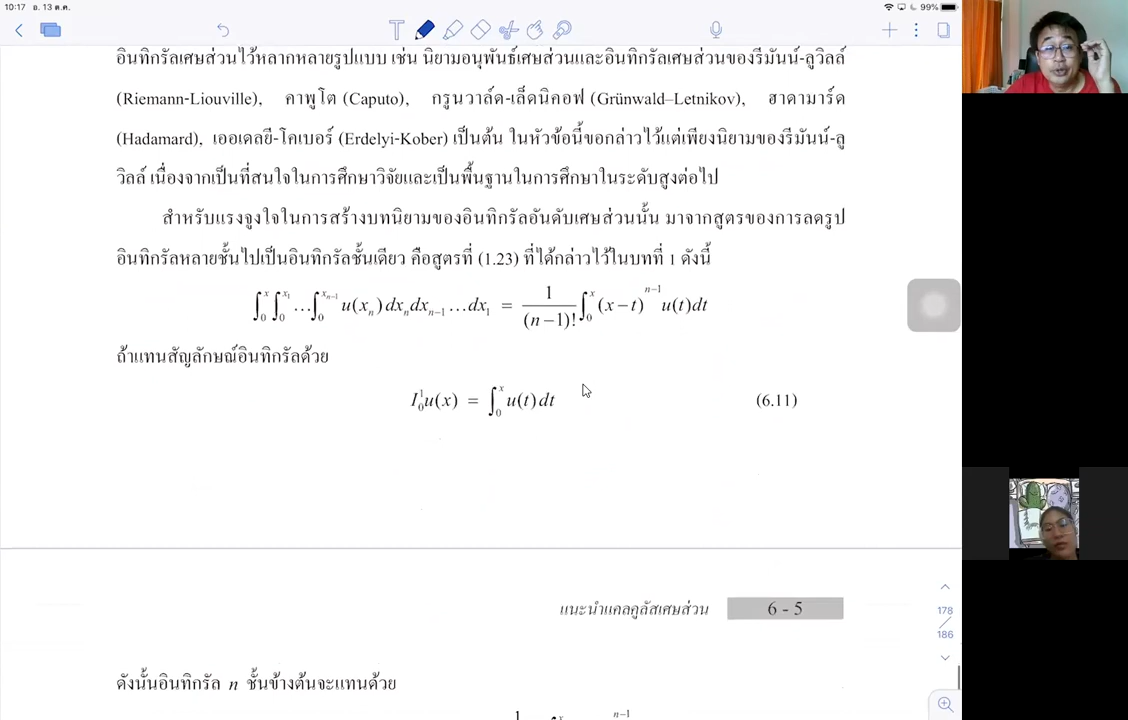 10:17 อ. 13 ต.ค.
99%
อินทิกรัลเศษส่วนไว้หลากหลายรูปแบบ เช่น นิยามอนุพันธ์เศษส่วนและอินทิกรัลเศษส่วนของรีมันน์-ลูวิลล์
(Riemann-Liouville), คาพูโต (Caputo), กรูนวาล์ด-เล็ดนิคอฟ (Grünwald–Letnikov), ฮาดามาร์ด
(Hadamard), เออเดลยี-โคเบอร์ (Erdelyi-Kober) เป็นต้น ในหัวข้อนี้ขอกล่าวไว้แต่เพียงนิยามของรีมันน์-ลู
วิลล์ เนื่องจากเป็นที่สนใจในการศึกษาวิจัยและเป็นพื้นฐานในการศึกษาในระดับสูงต่อไป
สำหรับแรงจูงใจในการสร้างบทนิยามของอินทิกรัลอันดับเศษส่วนนั้น มาจากสูตรของการลดรูป
อินทิกรัลหลายชั้นไปเป็นอินทิกรัลชั้นเดียว คือสูตรที่ (1.23) ที่ได้กล่าวไว้ในบทที่ 1 ดังนี้
∫₀ˣ ∫₀^{x₁} … ∫₀^{xₙ₋₁} u(xₙ) dxₙ dxₙ₋₁ … dx₁ = 1/(n−1)! ∫₀ˣ (x−t)^{n−1} u(t)dt
ถ้าแทนสัญลักษณ์อินทิกรัลด้วย
I₀¹u(x) = ∫₀ˣ u(t)dt (6.11)
แนะนำแคลคูลัสเศษส่วน 6 - 5
178
186
ดังนั้นอินทิกรัล n ชั้นข้างต้นจะแทนด้วย